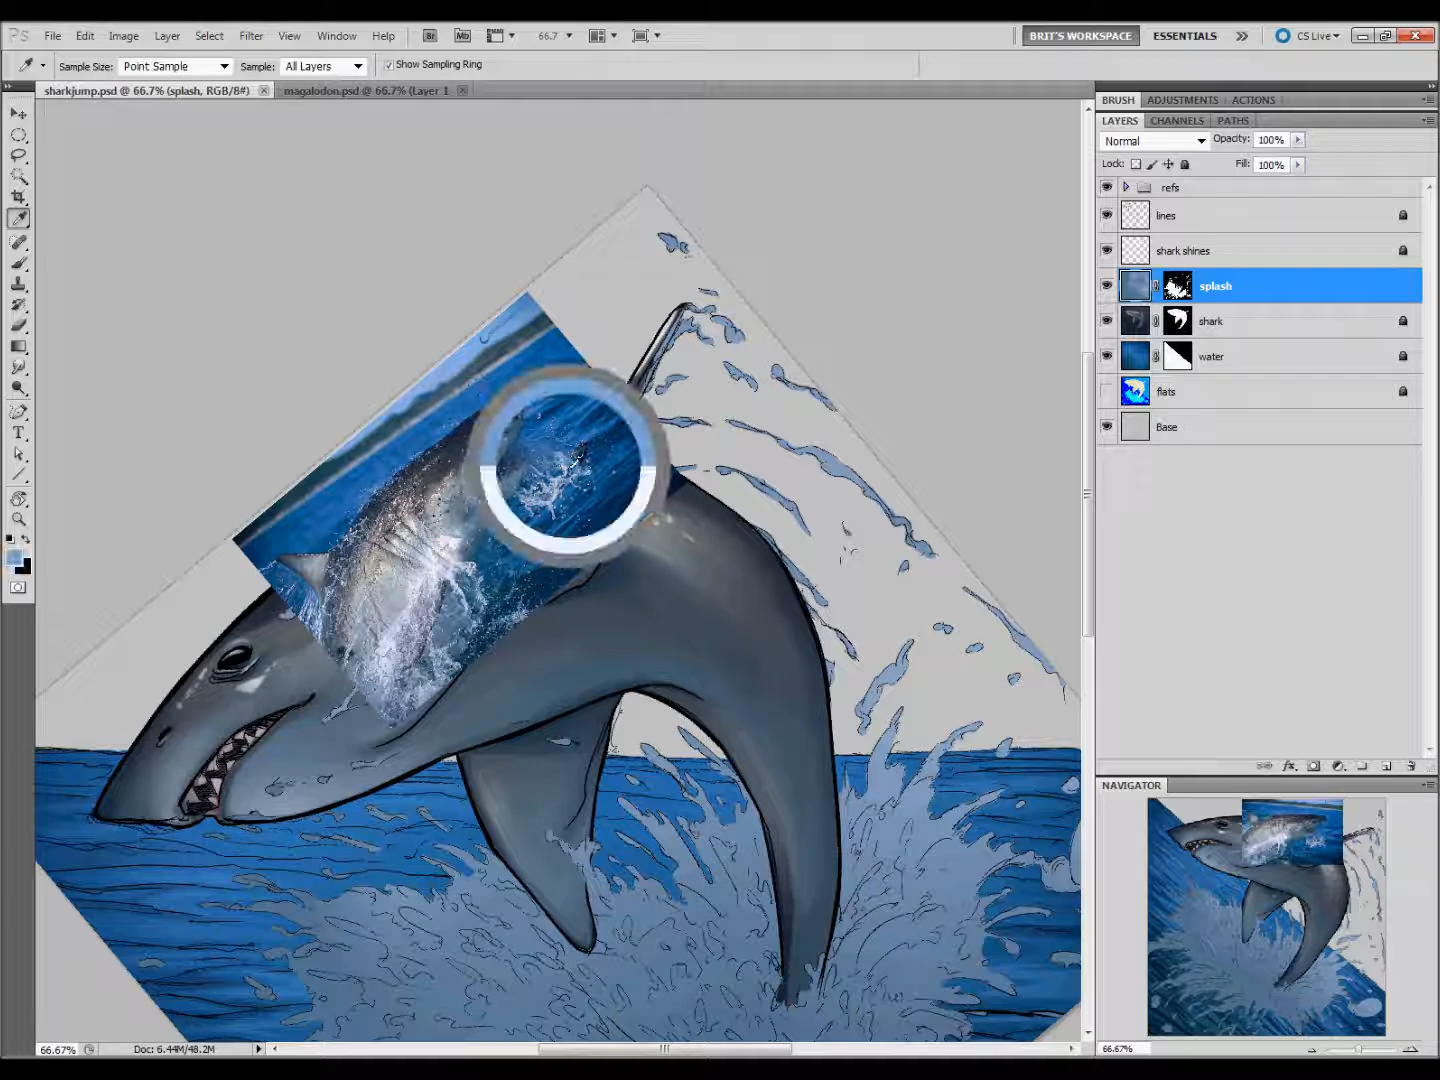 Ps File Edit Image Layer Select Filter View Window Help Br Mb 66.7 BRIT'S WORKSPACE ESSENTIALS CS Live
Sample Size: Point Sample Sample: All Layers Show Sampling Ring
sharkjump.psd @ 66.7% (splash, RGB/8#) magalodon.psd @ 66.7% (Layer 1
BRUSH ADJUSTMENTS ACTIONS
LAYERS CHANNELS PATHS
Normal Opacity: 100%
Lock: Fill: 100%
refs
lines
shark shines
splash
shark
water
flats
Base
T
fx
NAVIGATOR
66.67% Doc: 6.44M/48.2M
66.67%